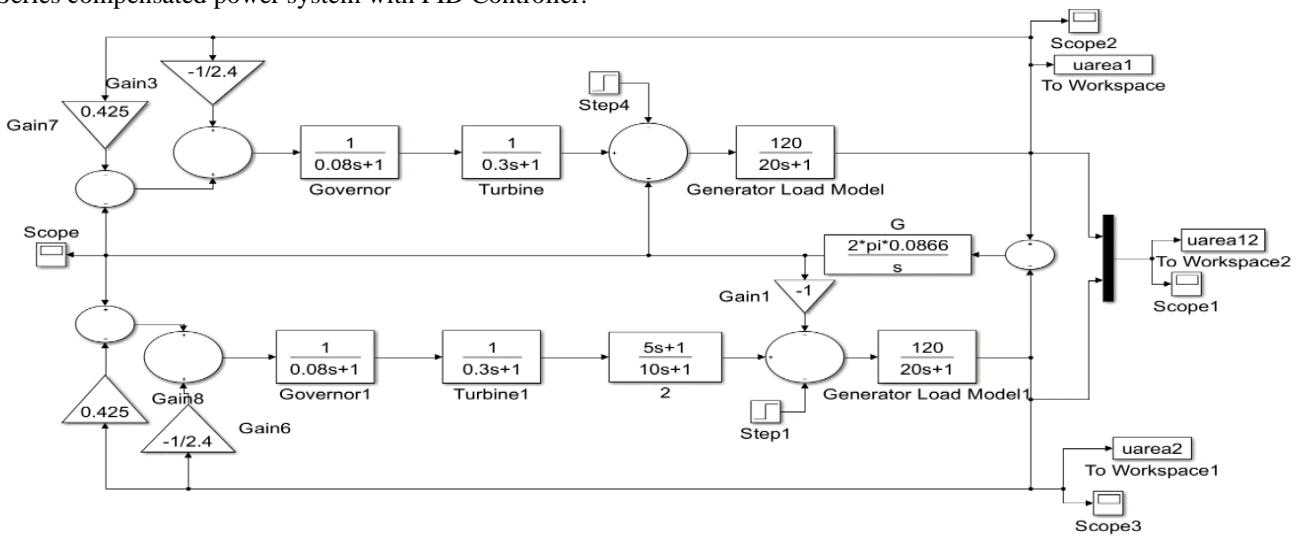 Series compensated power system with PID Controller.
Scope2
uarea1
To Workspace
-1/2.4
Gain3
0.425
Gain7
Step4
1
0.08s+1
Governor
1
0.3s+1
Turbine
120
20s+1
Generator Load Model
Scope
G
2*pi*0.0866
s
uarea12
To Workspace2
Scope1
Gain1
-1
1
0.08s+1
Governor1
1
0.3s+1
Turbine1
5s+1
10s+1
2
120
20s+1
Generator Load Model1
Step1
0.425
Gain8
-1/2.4
Gain6
uarea2
To Workspace1
Scope3